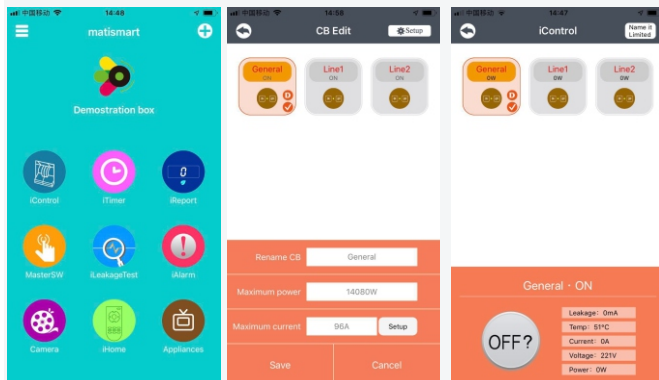 中国移动 14:46
matismart
Demostration box
iControl iTimer iReport
0
MasterSW iLeakageTest iAlarm
Camera iHome Appliances
中国移动 14:58
CB Edit Setup
General Line1 Line2
ON ON ON
D
Rename CB General
Maximum power 14080W
Maximum current 96A Setup
Save Cancel
中国移动 14:47
iControl Name it Limited
General Line1 Line2
0W 0W 0W
D
General · ON
OFF?
Leakage: 0mA
Temp: 51°C
Current: 0A
Voltage: 221V
Power: 0W